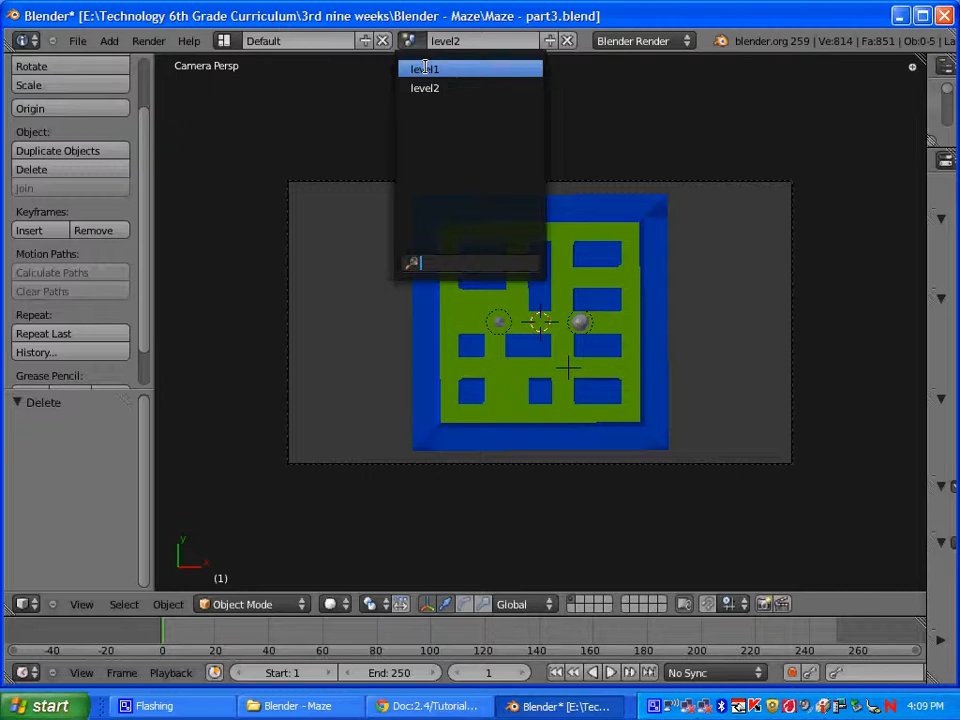 Blender* [E:\Technology 6th Grade Curriculum\3rd nine weeks\Blender - Maze\Maze - part3.blend]
File Add Render Help Default level2 Blender Render blender.org 259 | Ve:814 | Fa:851 | Ob:0-5 | La
Rotate
Scale
Origin
Object:
Duplicate Objects
Delete
Join
Keyframes:
Insert Remove
Motion Paths:
Calculate Paths
Clear Paths
Repeat:
Repeat Last
History...
Grease Pencil:
Delete
Camera Persp
level1
level2
y
x
(1)
View Select Object Object Mode Global
-40 -20 0 20 40 60 80 100 120 140 160 180 200 220 240 260
View Frame Playback Start: 1 End: 250 1 No Sync
start Flashing Blender - Maze Doc:2.4/Tutorial... Blender* [E:\Tec... 4:09 PM